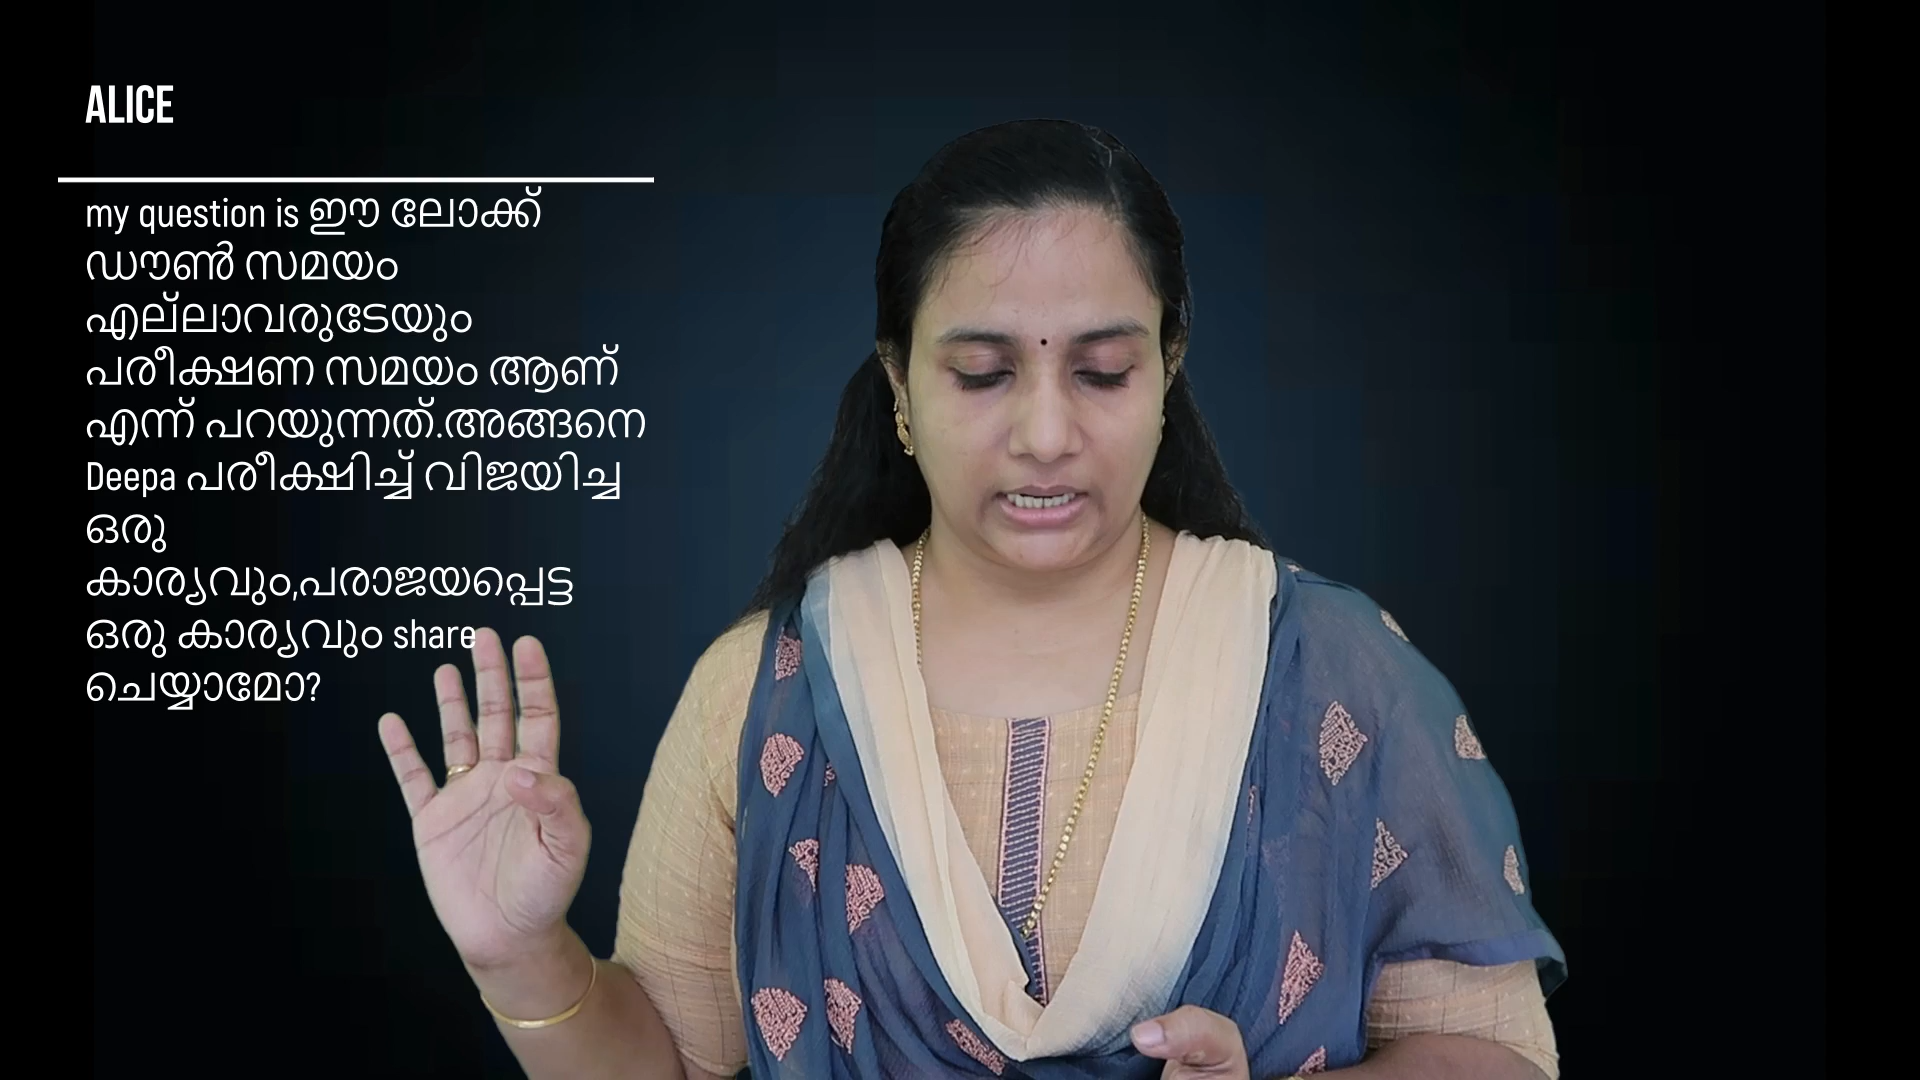 ALICE
my question is ഈ ലോക്ക്
ഡൗൺ സമയം
എല്ലാവരുടേയും
പരീക്ഷണ സമയം ആണ്
എന്ന് പറയുന്നത്.അങ്ങനെ
Deepa പരീക്ഷിച്ച് വിജയിച്ച
ഒരു
കാര്യവും,പരാജയപ്പെട്ട
ഒരു കാര്യവും share
ചെയ്യാമോ?